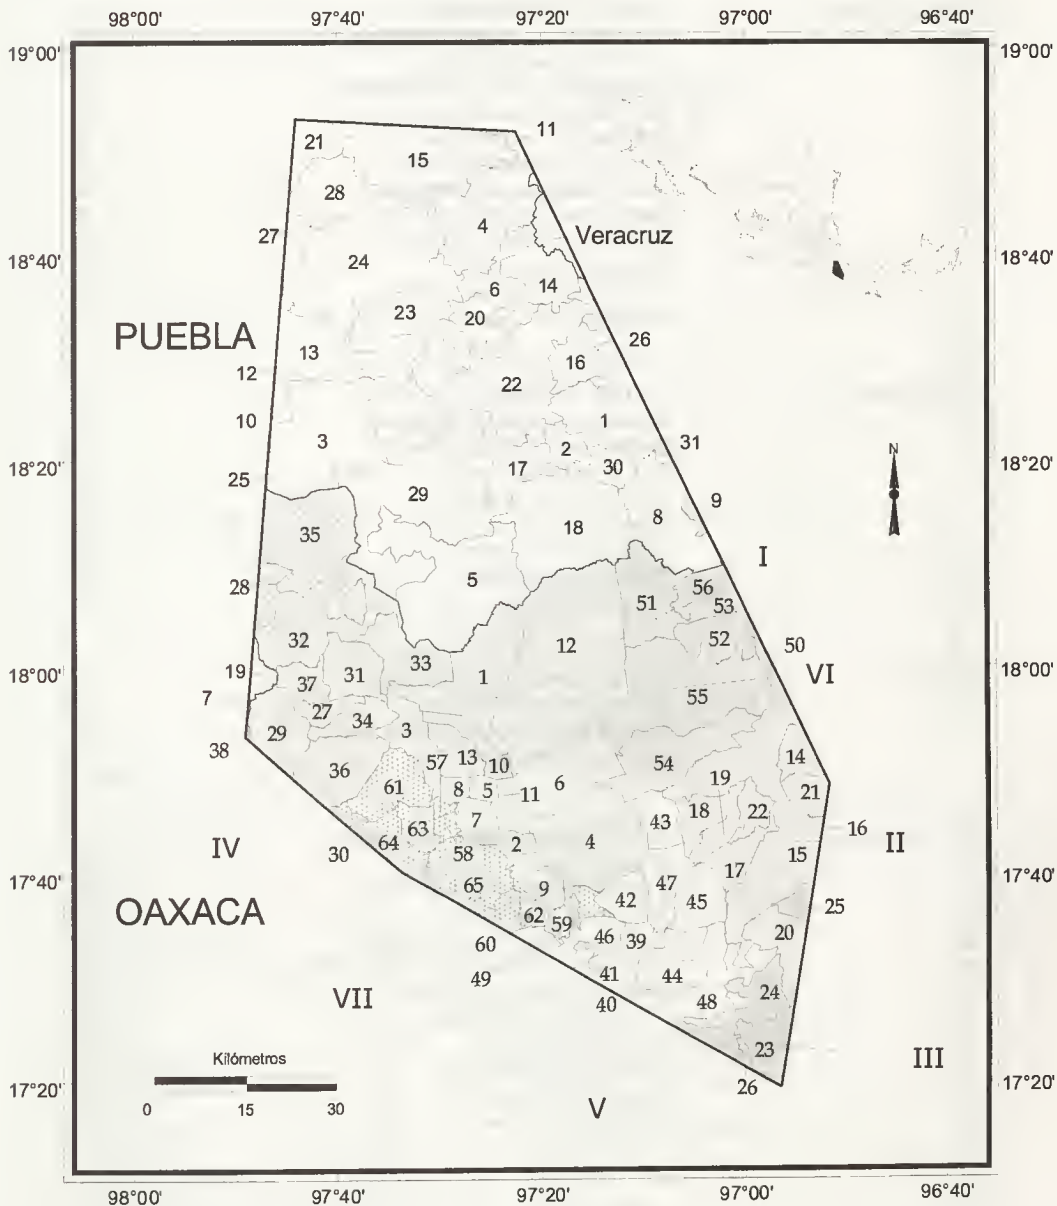 98°00' 97°40' 97°20' 97°00' 96°40'
19°00' 19°00'
11
21
15
28
4
27 Veracruz
18°40' 24 18°40'
6 14
23 20
PUEBLA 26
13 16
12 22
10 1
3 2 31
18°20' 17 30 18°20'
25 29 9
N
18 8
35 I
5 56
28 51 53
12 52 50
32
33 VI
19 37 31 1 18°00'
18°00'
7 27 55
34 3
29
38 57 13 10 54 14
36 19
61 8 5 11 6 21
7 18 22
63 43 16
IV 64 58 2 4 15 II
30 17
17°40' 65 9 47 17°40'
42 45 25
OAXACA 62 59
46 39 20
60
49 41 44
VII 40 48 24
Kilómetros 23
III
17°20' 26 17°20'
0 15 30 V
98°00' 97°40' 97°20' 97°00' 96°40'